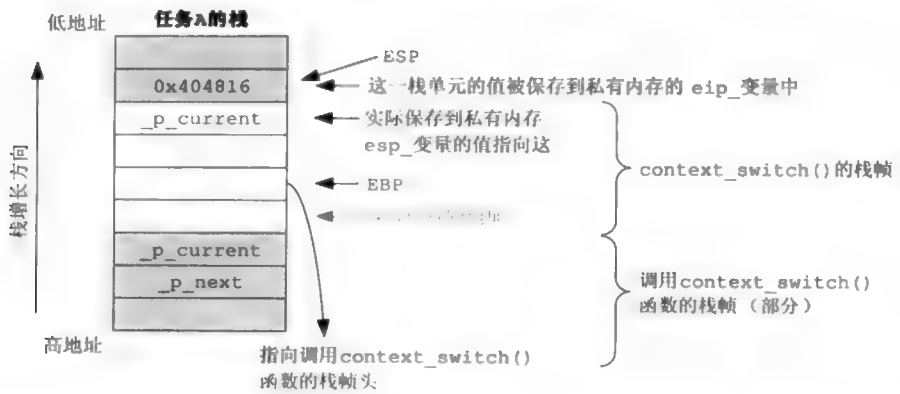 低地址
任务A的栈
ESP
0x404816
这一栈单元的值被保存到私有内存的 eip_变量中
_p_current
实际保存到私有内存
esp_变量的值指向这
context_switch()的栈帧
EBP
栈增长方向
_p_current
_p_next
调用context_switch()
函数的栈帧（部分）
高地址
指向调用context_switch()
函数的栈帧头